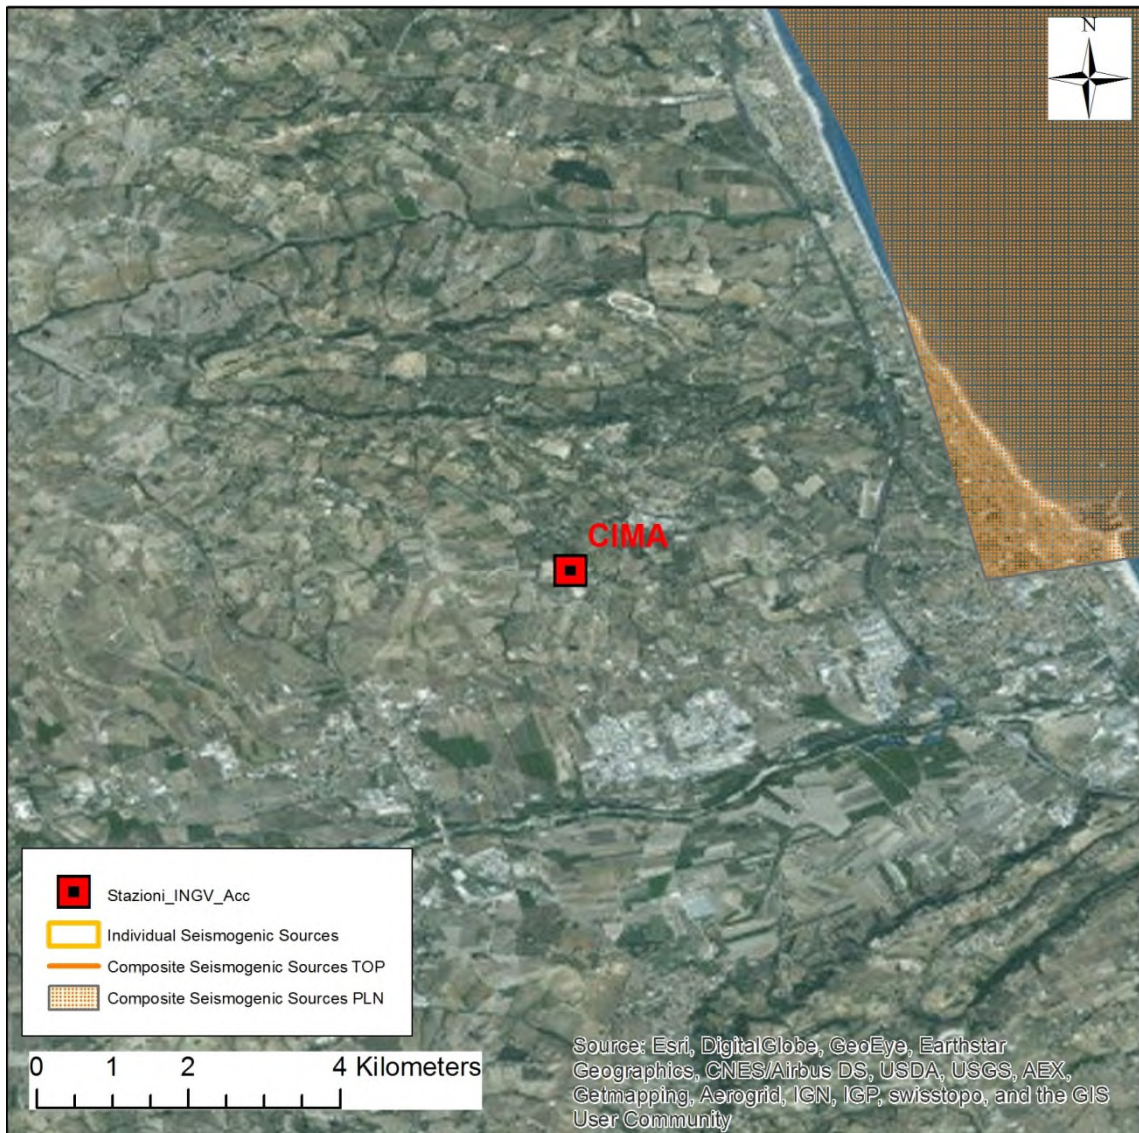 N
CIMA
Stazioni_INGV_Acc
Individual Seismogenic Sources
Composite Seismogenic Sources TOP
Composite Seismogenic Sources PLN
0 1 2 4 Kilometers
Source: Esri, DigitalGlobe, GeoEye, Earthstar
Geographics, CNES/Airbus DS, USDA, USGS, AEX,
Getmapping, Aerogrid, IGN, IGP, swisstopo, and the GIS
User Community